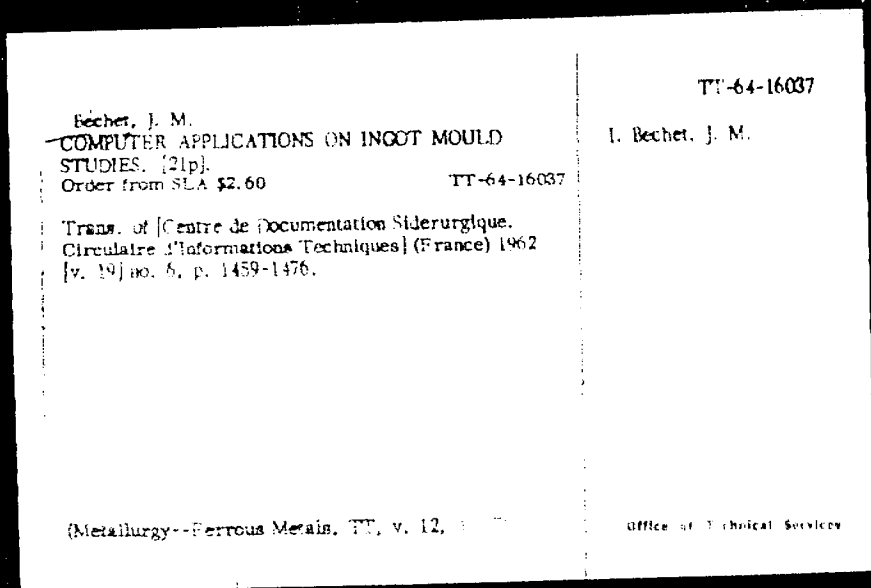 TT-64-16037
Bechet, J. M.
COMPUTER APPLICATIONS ON INGOT MOULD
STUDIES. [21p].
Order from SLA $2.60 TT-64-16037
Trans. of [Centre de Documentation Siderurgique.
Circulaire d'Informations Techniques] (France) 1962
[v. 19] no. 6, p. 1459-1476.
I. Bechet, J. M.
(Metallurgy--Ferrous Metals, TT, v. 12,
Office of Technical Services